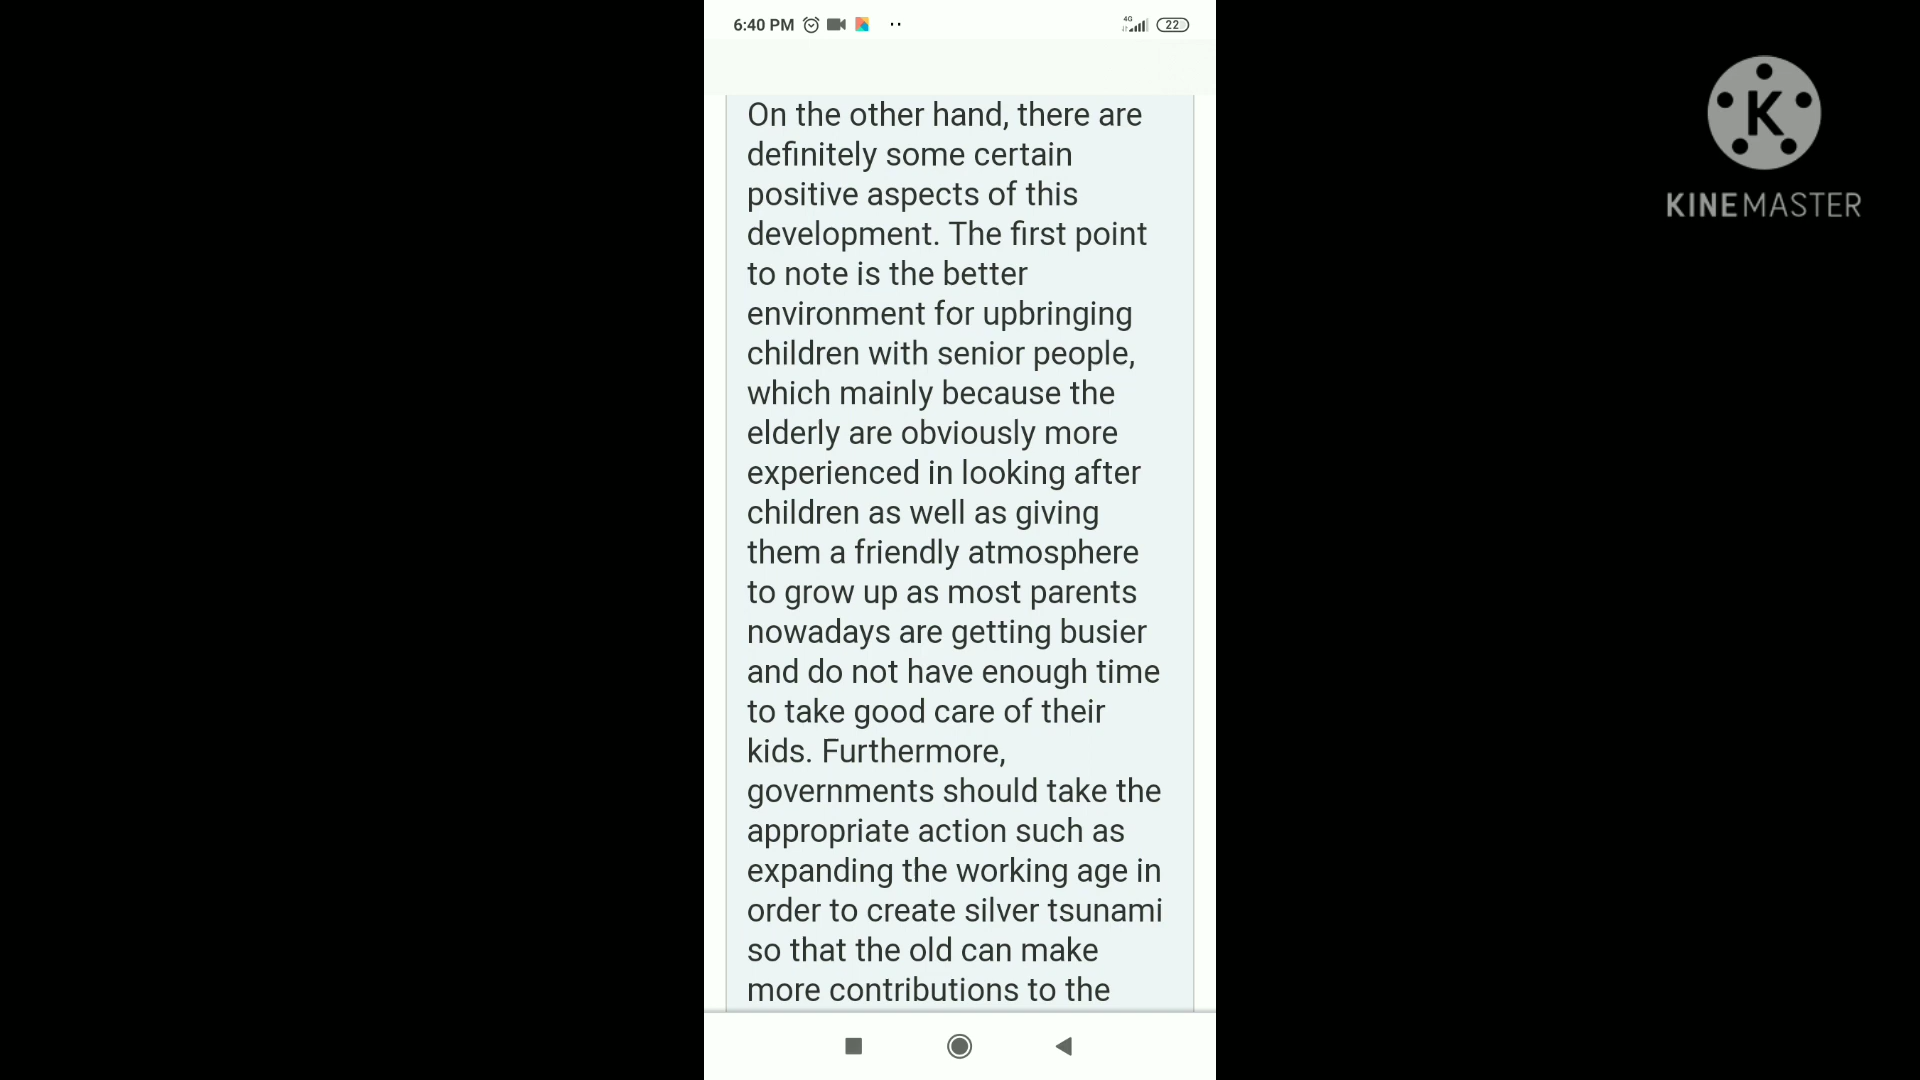 6:40 PM
4G
22
On the other hand, there are
definitely some certain
positive aspects of this
development. The first point
to note is the better
environment for upbringing
children with senior people,
which mainly because the
elderly are obviously more
experienced in looking after
children as well as giving
them a friendly atmosphere
to grow up as most parents
nowadays are getting busier
and do not have enough time
to take good care of their
kids. Furthermore,
governments should take the
appropriate action such as
expanding the working age in
order to create silver tsunami
so that the old can make
more contributions to the
K
KINEMASTER